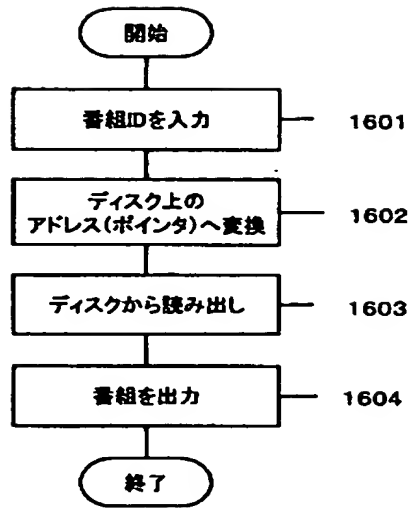 開始
番組IDを入力
1601
ディスク上の
アドレス(ポインタ)へ変換
1602
ディスクから読み出し
1603
番組を出力
1604
終了